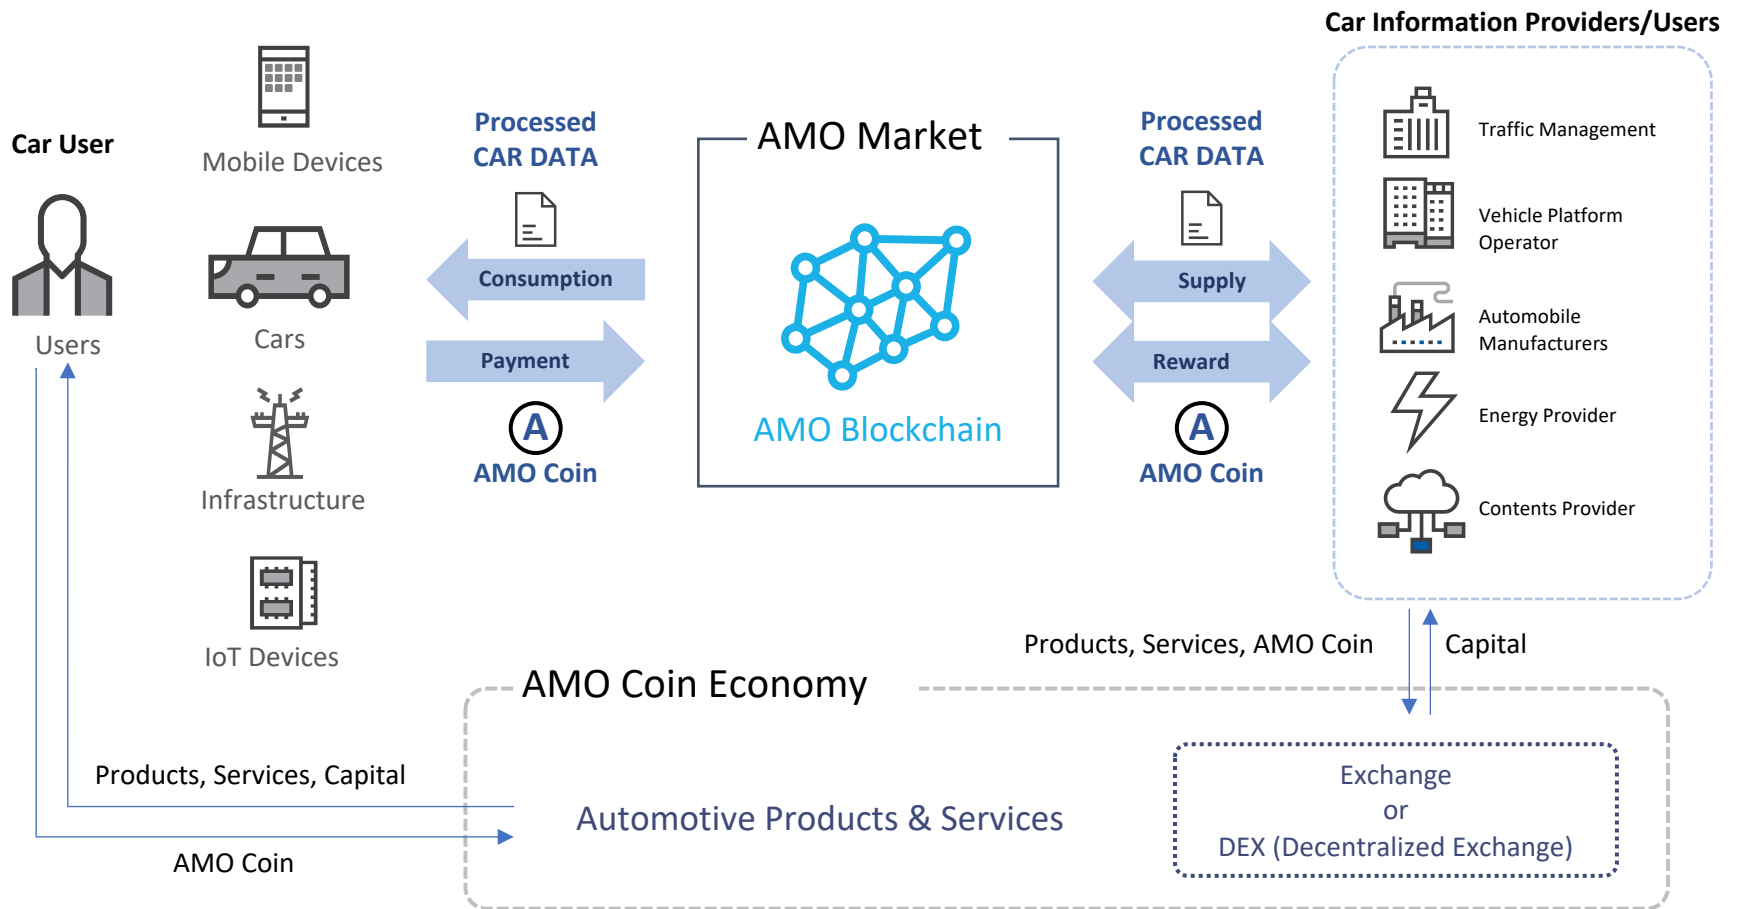 Car Information Providers/Users
Car User
Users
Mobile Devices
Cars
Infrastructure
IoT Devices
Processed
CAR DATA
Consumption
Payment
A
AMO Coin
AMO Market
AMO Blockchain
Processed
CAR DATA
Supply
Reward
A
AMO Coin
Traffic Management
Vehicle Platform
Operator
Automobile
Manufacturers
Energy Provider
Contents Provider
Products, Services, AMO Coin
Capital
AMO Coin Economy
Products, Services, Capital
AMO Coin
Automotive Products & Services
Exchange
or
DEX (Decentralized Exchange)